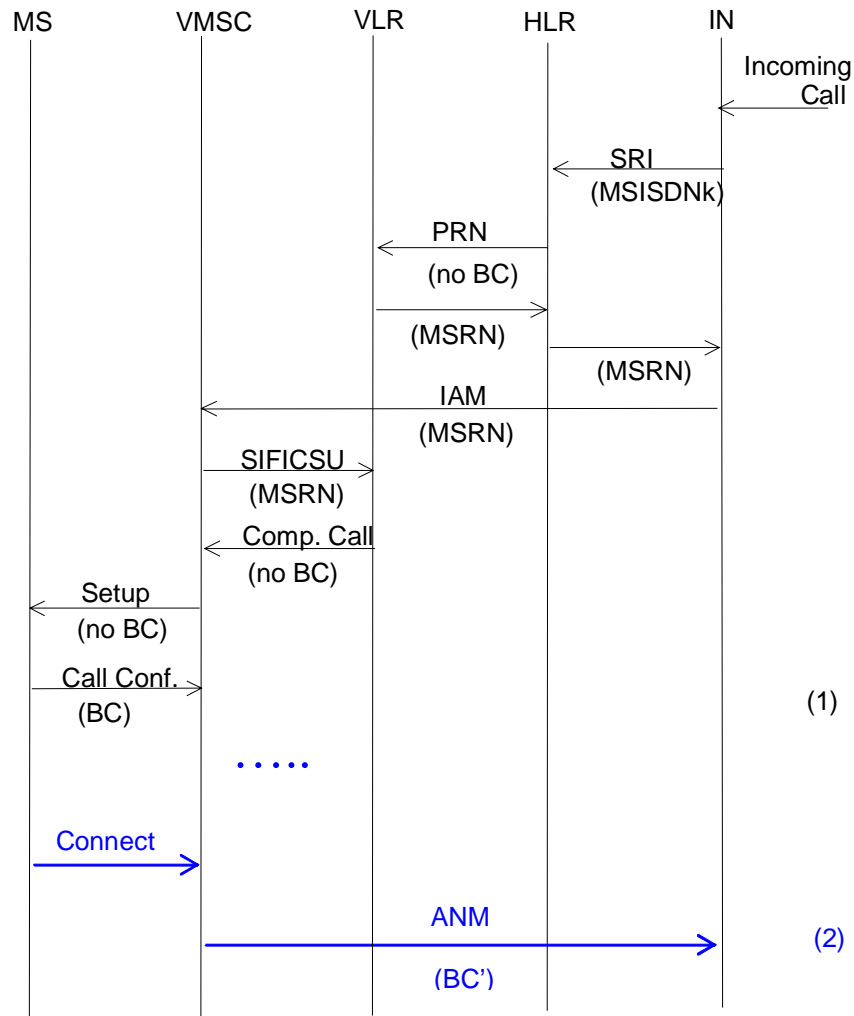 MS VMSC VLR HLR IN
Incoming
Call
SRI
(MSISDNk)
PRN
(no BC)
(MSRN)
(MSRN)
IAM
(MSRN)
SIFICSU
(MSRN)
Comp. Call
(no BC)
Setup
(no BC)
Call Conf.
(BC)
(1)
.....
Connect
ANM
(2)
(BC’)